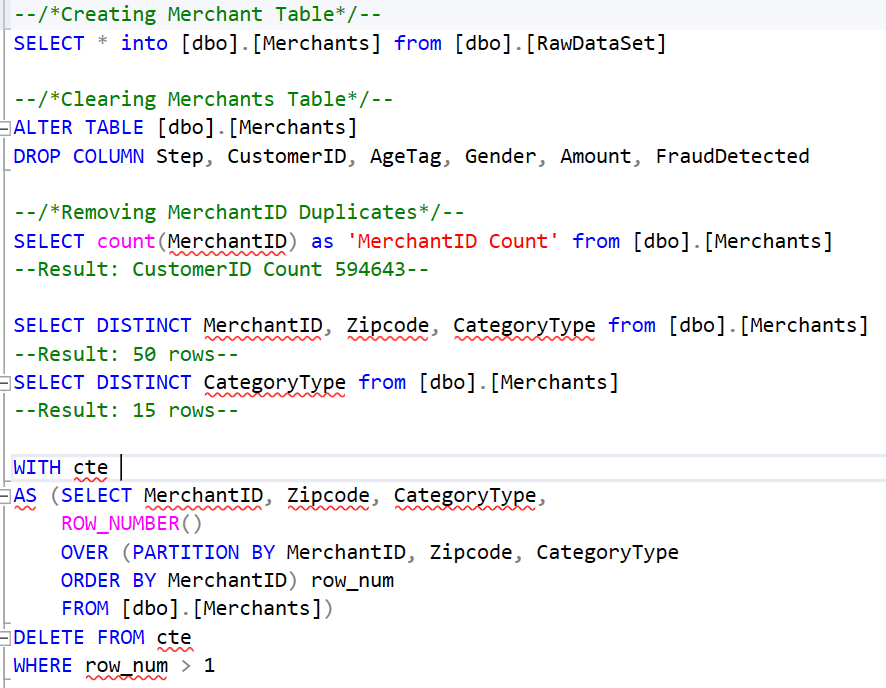 --/*Creating Merchant Table*/--
SELECT * into [dbo].[Merchants] from [dbo].[RawDataSet]
--/*Clearing Merchants Table*/--
ALTER TABLE [dbo].[Merchants]
DROP COLUMN Step, CustomerID, AgeTag, Gender, Amount, FraudDetected
--/*Removing MerchantID Duplicates*/--
SELECT count(MerchantID) as 'MerchantID Count' from [dbo].[Merchants]
--Result: CustomerID Count 594643--
SELECT DISTINCT MerchantID, Zipcode, CategoryType from [dbo].[Merchants]
--Result: 50 rows--
SELECT DISTINCT CategoryType from [dbo].[Merchants]
--Result: 15 rows--
WITH cte
AS (SELECT MerchantID, Zipcode, CategoryType,
ROW_NUMBER()
OVER (PARTITION BY MerchantID, Zipcode, CategoryType
ORDER BY MerchantID) row_num
FROM [dbo].[Merchants])
DELETE FROM cte
WHERE row_num > 1